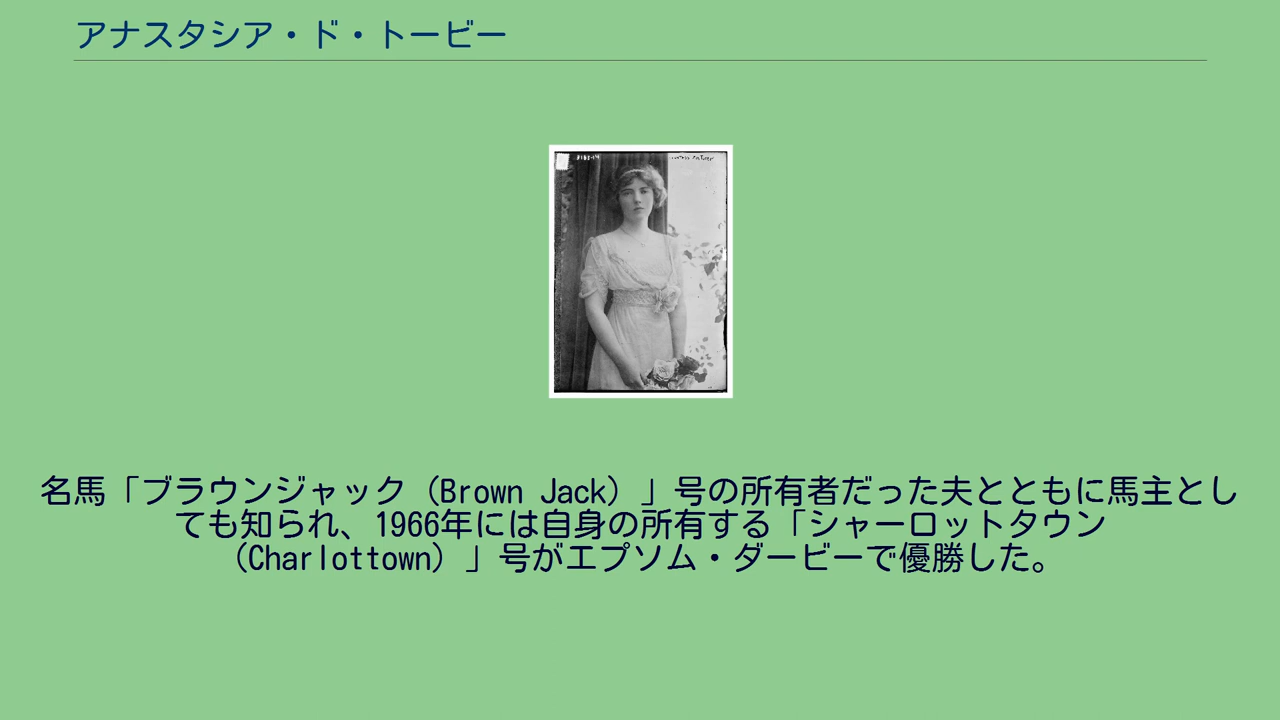 アナスタシア・ド・トービー
名馬「ブラウンジャック（Brown Jack）」号の所有者だった夫とともに馬主とし
ても知られ、1966年には自身の所有する「シャーロットタウン
（Charlottown）」号がエプソム・ダービーで優勝した。